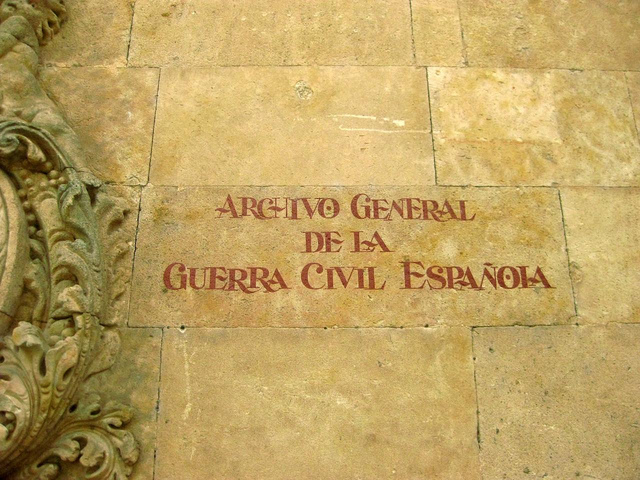 ARCHIVO GENERAL
DE LA
GUERRA CIVIL ESPAÑOLA